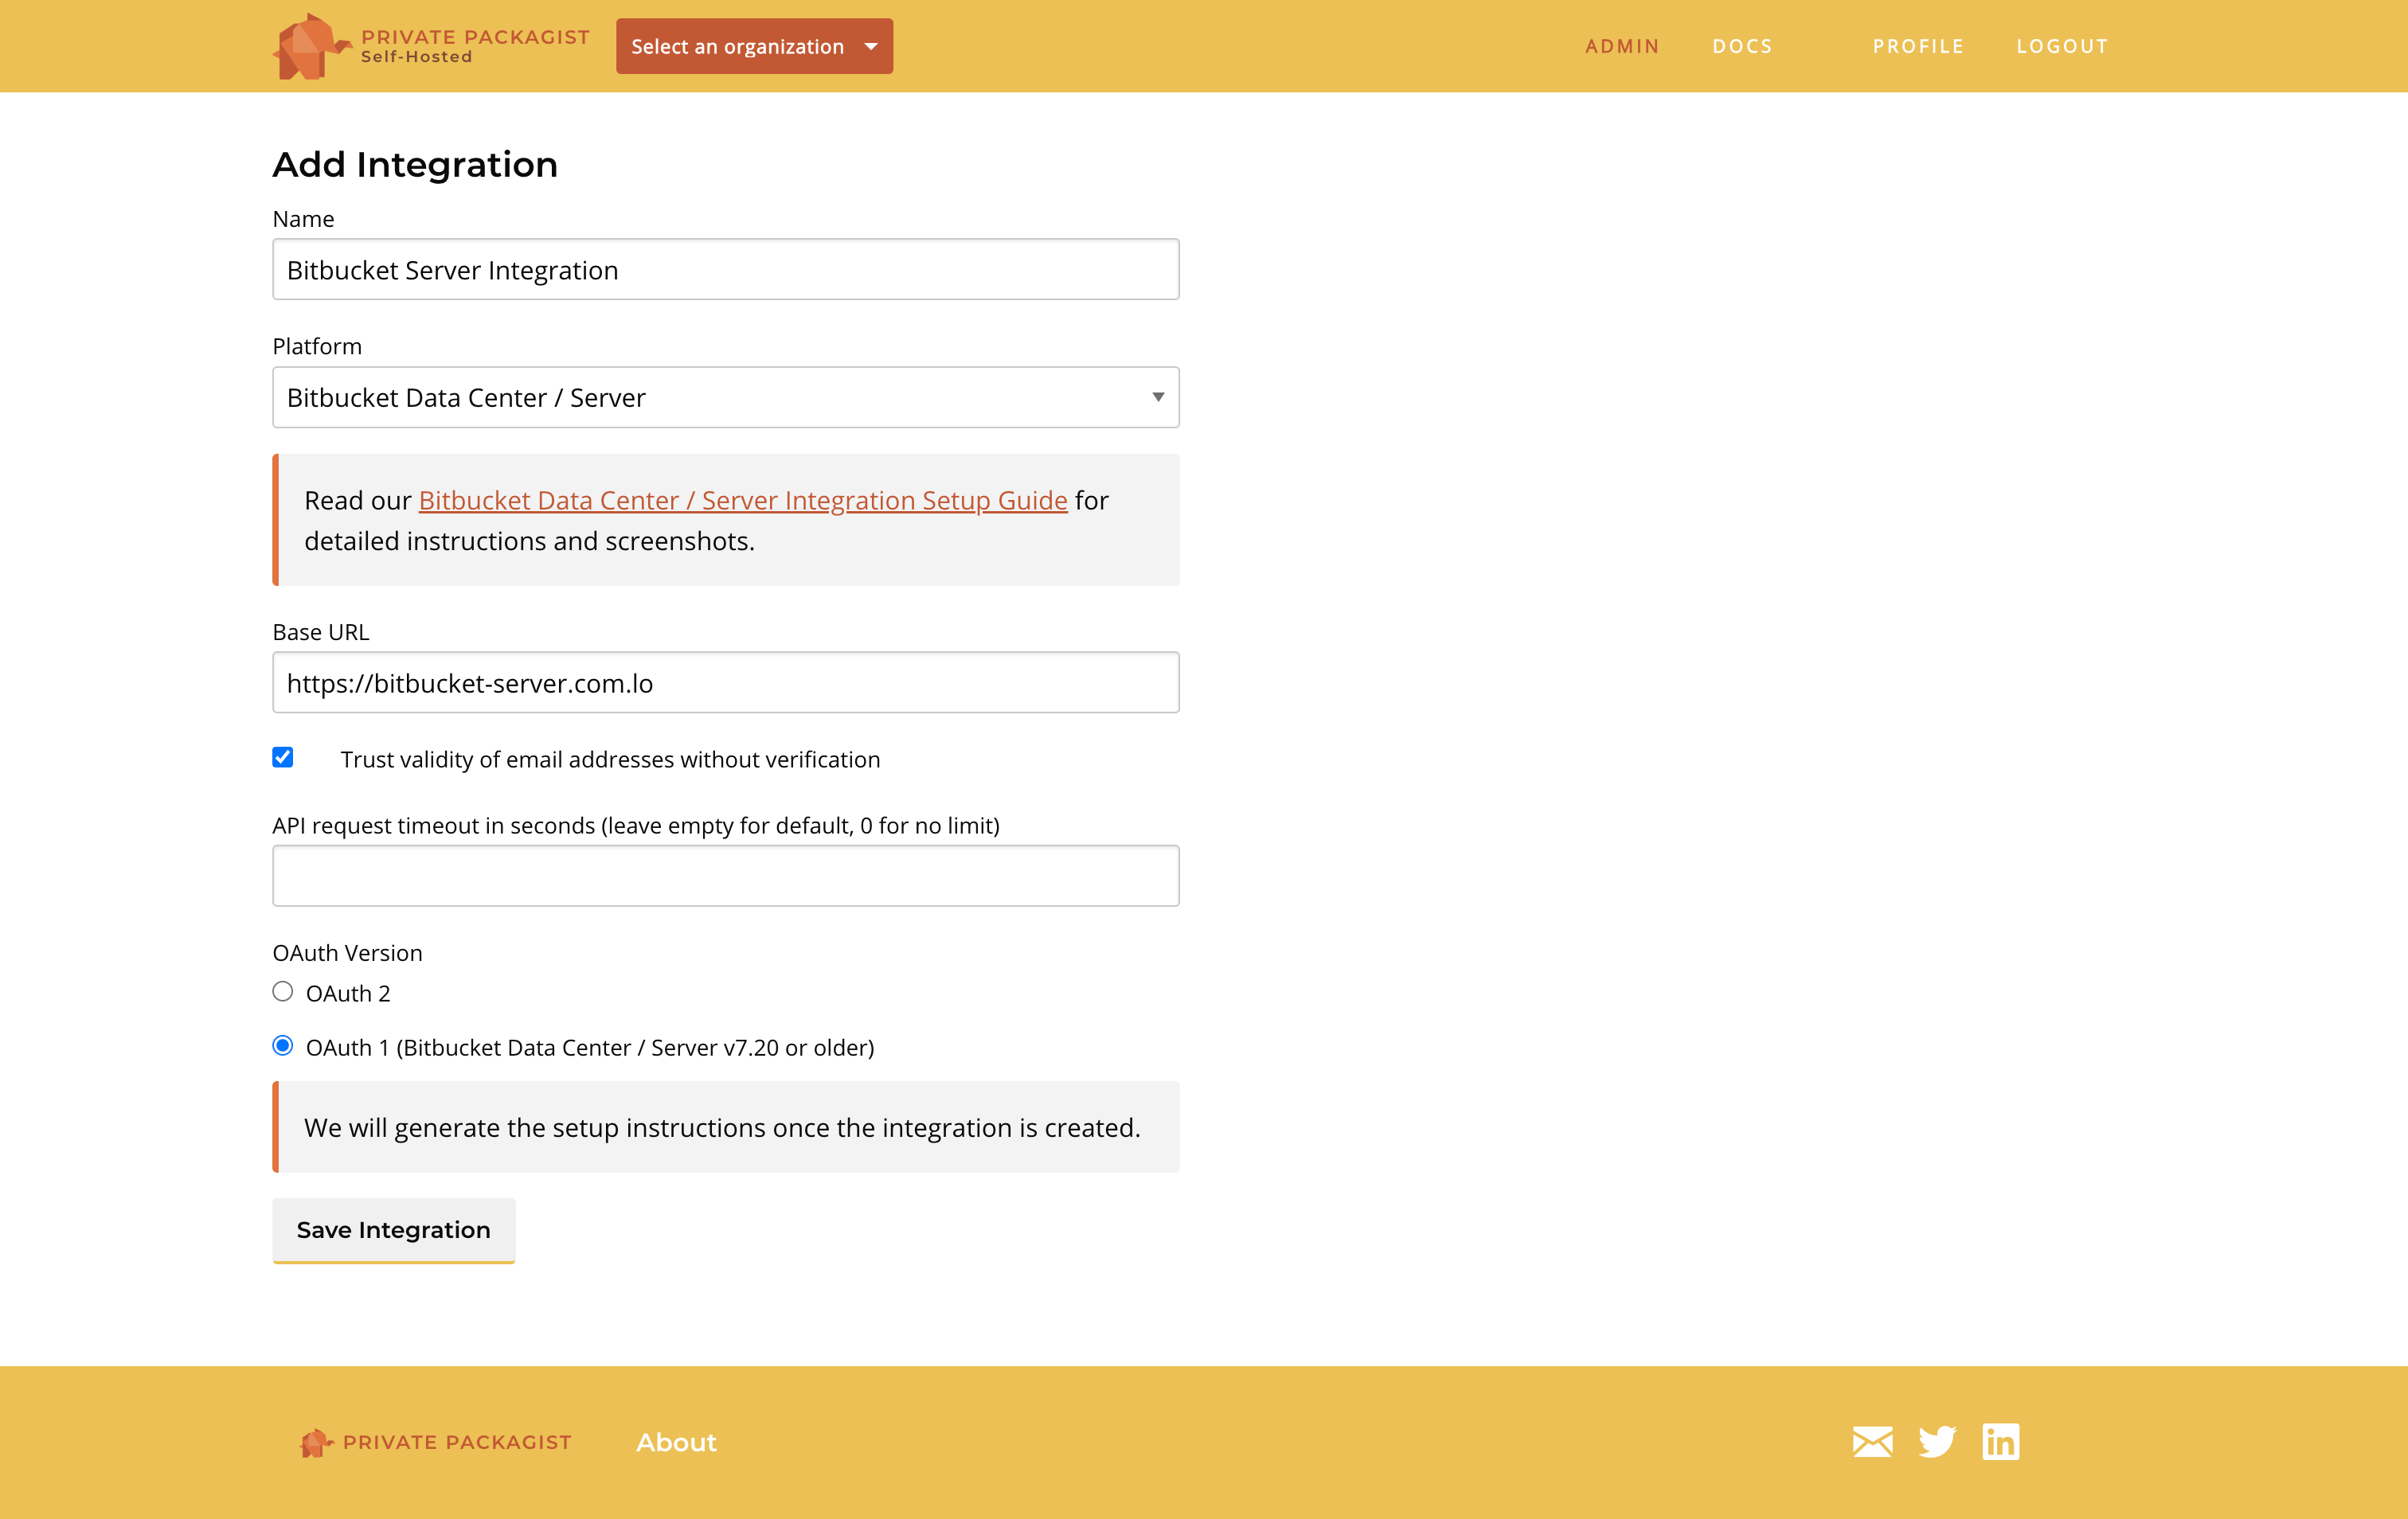 PRIVATE PACKAGIST
Self-Hosted
Select an organization
ADMIN
DOCS
PROFILE
LOGOUT
Add Integration
Name
Bitbucket Server Integration
Platform
Bitbucket Data Center / Server
Read our Bitbucket Data Center / Server Integration Setup Guide for
detailed instructions and screenshots.
Base URL
https://bitbucket-server.com.lo
Trust validity of email addresses without verification
API request timeout in seconds (leave empty for default, 0 for no limit)
OAuth Version
OAuth 2
OAuth 1 (Bitbucket Data Center / Server v7.20 or older)
We will generate the setup instructions once the integration is created.
Save Integration
PRIVATE PACKAGIST
About
in